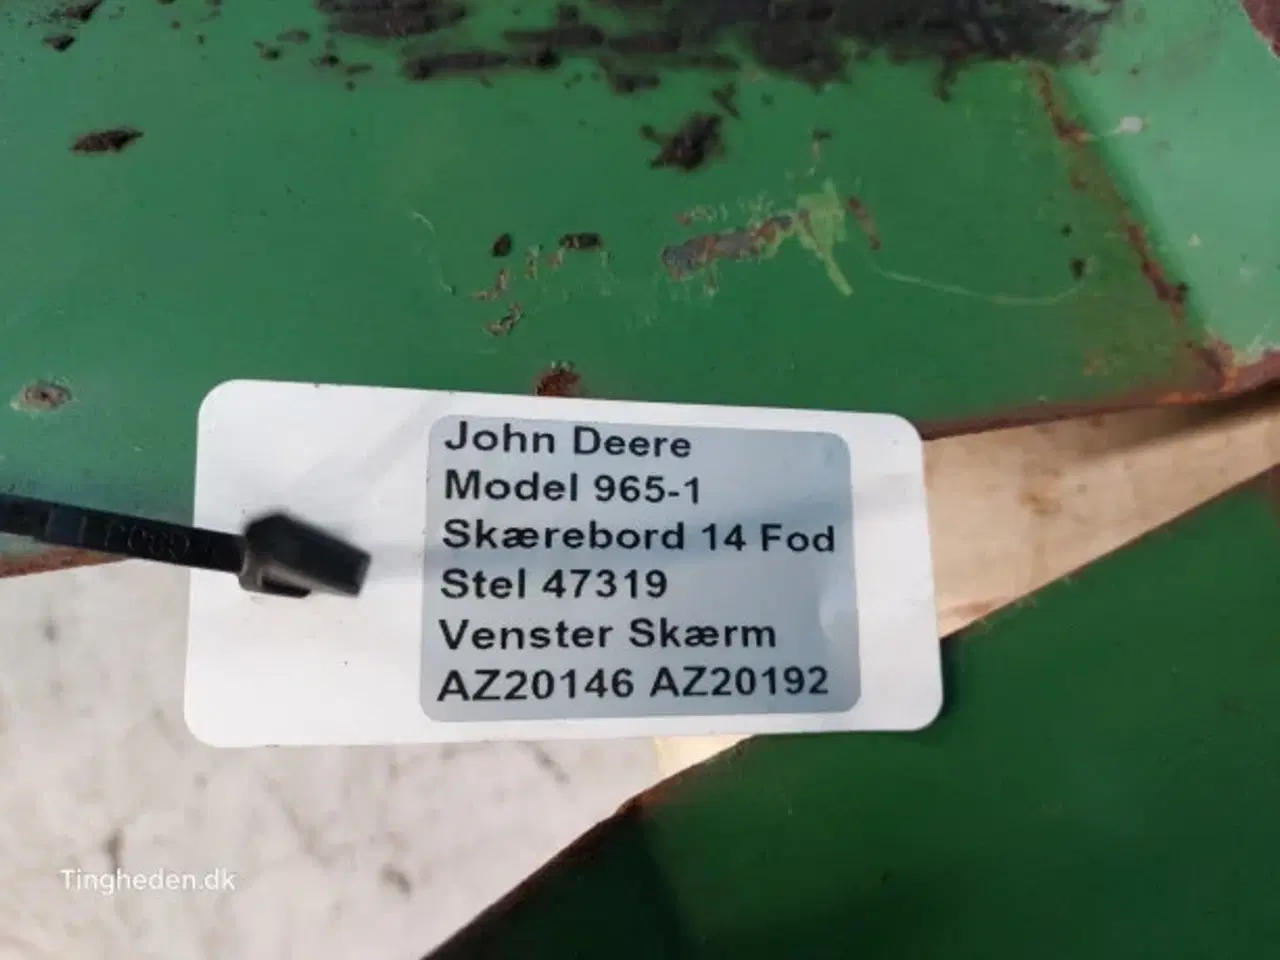 John Deere
Model 965-1
Skærebord 14 Fod
Stel 47319
Venster Skærm
AZ20146 AZ20192
Tingheden.dk